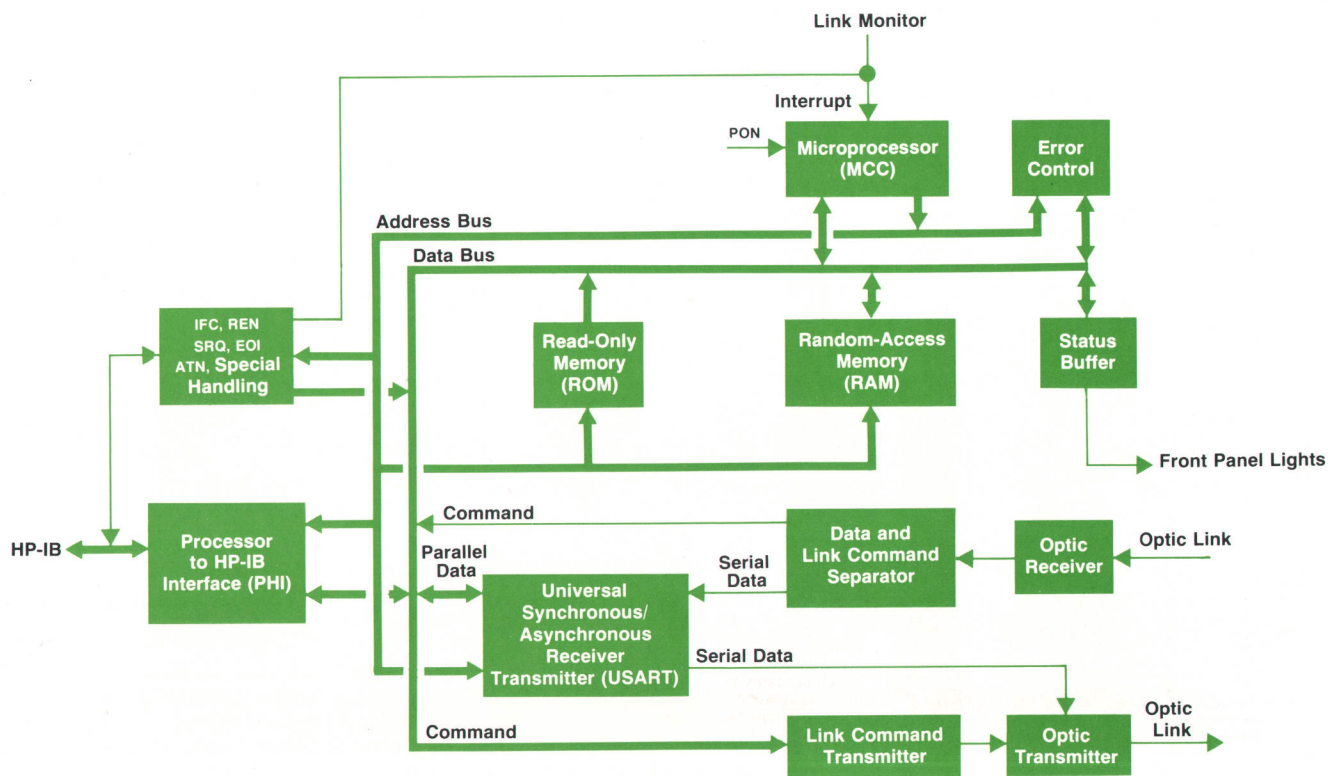 Link Monitor
Interrupt
PON
Microprocessor
(MCC)
Error
Control
Address Bus
Data Bus
IFC, REN
SRQ, EOI
ATN, Special
Handling
Read-Only
Memory
(ROM)
Random-Access
Memory
(RAM)
Status
Buffer
Front Panel Lights
HP-IB
Processor
to HP-IB
Interface (PHI)
Command
Parallel
Data
Serial
Data
Data and
Link Command
Separator
Optic
Receiver
Optic Link
Universal
Synchronous/
Asynchronous
Receiver
Transmitter (USART)
Serial Data
Command
Link Command
Transmitter
Optic
Transmitter
Optic
Link